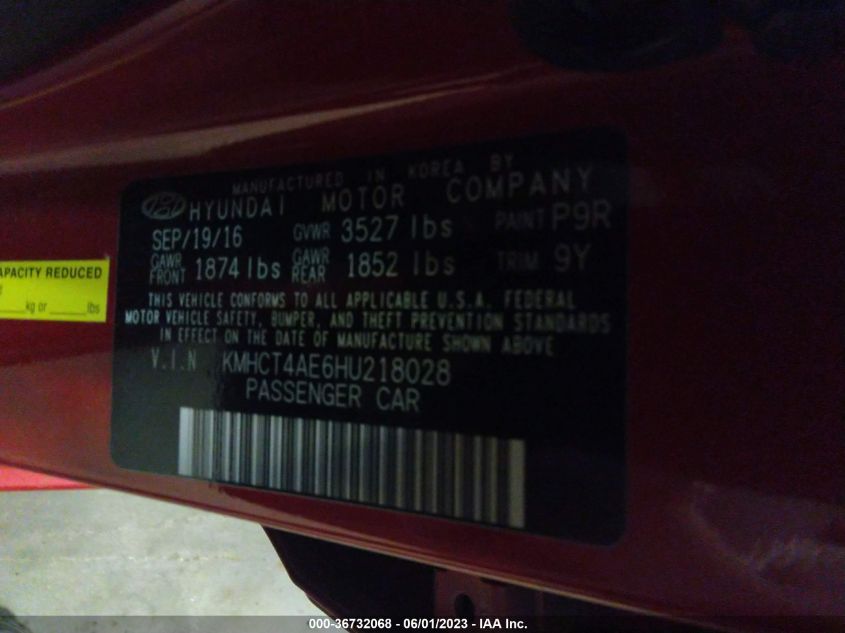 MANUFACTURED IN KOREA BY
HYUNDAI MOTOR COMPANY
SEP/19/16 GVWR 3527 lbs PAINT P9R
GAWR FRONT 1874 lbs GAWR REAR 1852 lbs TRIM 9Y
THIS VEHICLE CONFORMS TO ALL APPLICABLE U.S.A. FEDERAL
MOTOR VEHICLE SAFETY, BUMPER, AND THEFT PREVENTION STANDARDS
IN EFFECT ON THE DATE OF MANUFACTURE SHOWN ABOVE
V.I.N KMHCT4AE6HU218028
PASSENGER CAR
APACITY REDUCED
kg or lbs
000-36732068 - 06/01/2023 - IAA Inc.